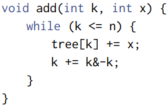 void add(int k, int x) {
    while (k <= n) {
        tree[k] += x;
        k += k&-k;
    }
}